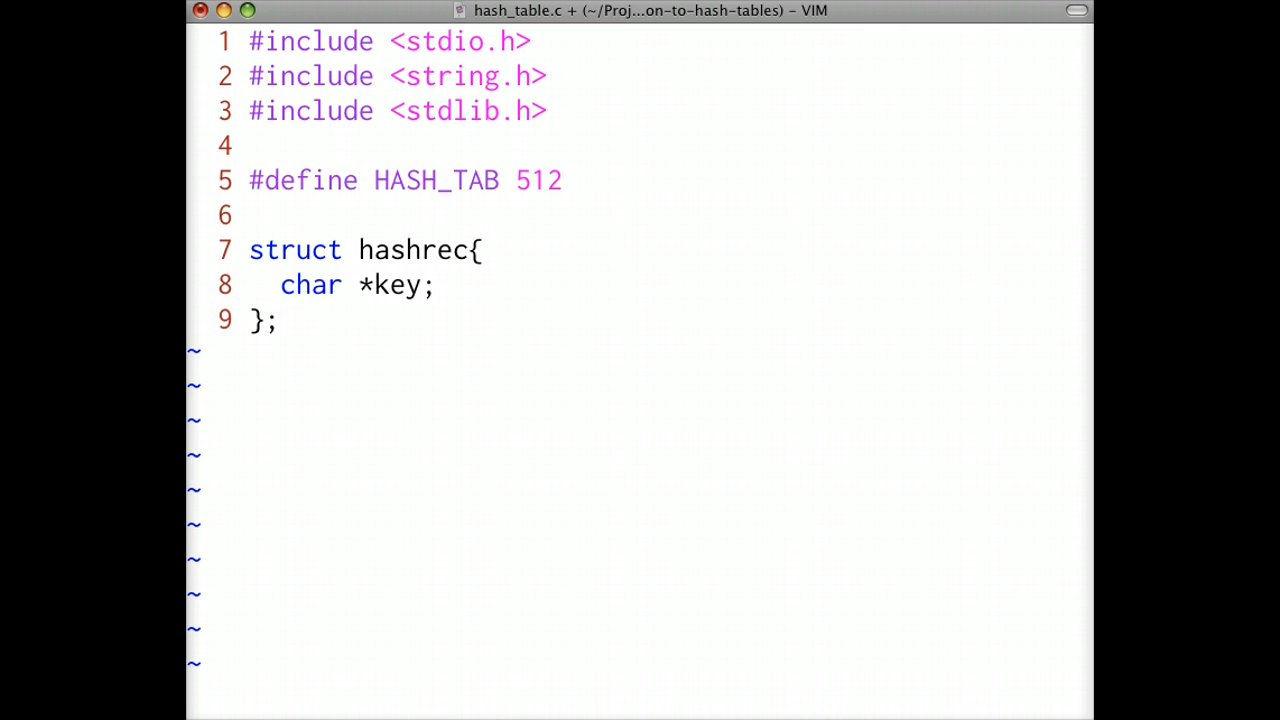 hash_table.c + (~/Proj...on-to-hash-tables) – VIM
1 #include <stdio.h>
2 #include <string.h>
3 #include <stdlib.h>
4
5 #define HASH_TAB 512
6
7 struct hashrec{
8   char *key;
9 };
~
~
~
~
~
~
~
~
~
~